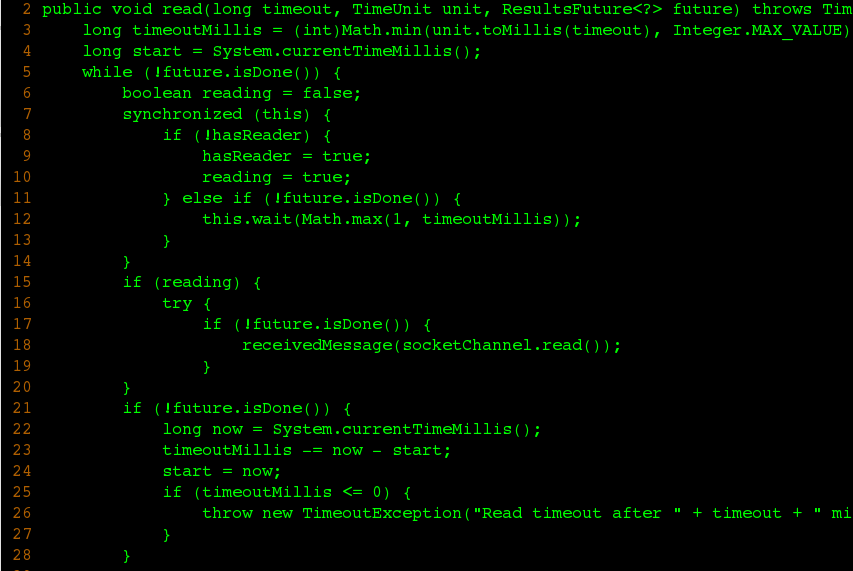 2 public void read(long timeout, TimeUnit unit, ResultsFuture<?> future) throws Tim
3     long timeoutMillis = (int)Math.min(unit.toMillis(timeout), Integer.MAX_VALUE)
4     long start = System.currentTimeMillis();
5     while (!future.isDone()) {
6         boolean reading = false;
7         synchronized (this) {
8             if (!hasReader) {
9                 hasReader = true;
10                 reading = true;
11             } else if (!future.isDone()) {
12                 this.wait(Math.max(1, timeoutMillis));
13             }
14         }
15         if (reading) {
16             try {
17                 if (!future.isDone()) {
18                     receivedMessage(socketChannel.read());
19                 }
20         }
21         if (!future.isDone()) {
22             long now = System.currentTimeMillis();
23             timeoutMillis -= now - start;
24             start = now;
25             if (timeoutMillis <= 0) {
26                 throw new TimeoutException("Read timeout after " + timeout + " mi
27             }
28         }